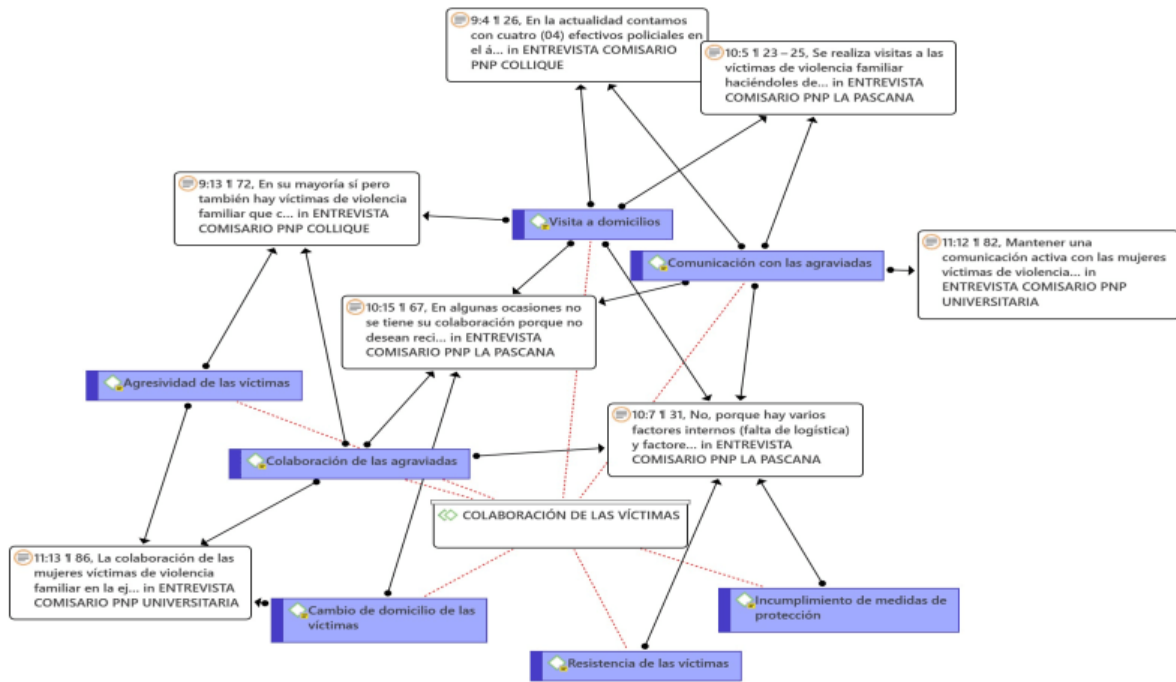 9:4 ¶ 26, En la actualidad contamos
con cuatro (04) efectivos policiales en
el á... in ENTREVISTA COMISARIO
PNP COLLIQUE
10:5 ¶ 23 – 25, Se realiza visitas a las
víctimas de violencia familiar
haciéndoles de... in ENTREVISTA
COMISARIO PNP LA PASCANA
9:13 ¶ 72, En su mayoría sí pero
también hay víctimas de violencia
familiar que c... in ENTREVISTA
COMISARIO PNP COLLIQUE
Visita a domicilios
Comunicación con las agraviadas
11:12 ¶ 82, Mantener una
comunicación activa con las mujeres
víctimas de violencia... in
ENTREVISTA COMISARIO PNP
UNIVERSITARIA
10:15 ¶ 67, En algunas ocasiones no
se tiene su colaboración porque no
desean reci... in ENTREVISTA
COMISARIO PNP LA PASCANA
Agresividad de las víctimas
10:7 ¶ 31, No, porque hay varios
factores internos (falta de logística)
y factore... in ENTREVISTA
COMISARIO PNP LA PASCANA
Colaboración de las agraviadas
COLABORACIÓN DE LAS VÍCTIMAS
11:13 ¶ 86, La colaboración de las
mujeres víctimas de violencia
familiar en la ej... in ENTREVISTA
COMISARIO PNP UNIVERSITARIA
Cambio de domicilio de las
víctimas
Incumplimiento de medidas de
protección
Resistencia de las víctimas